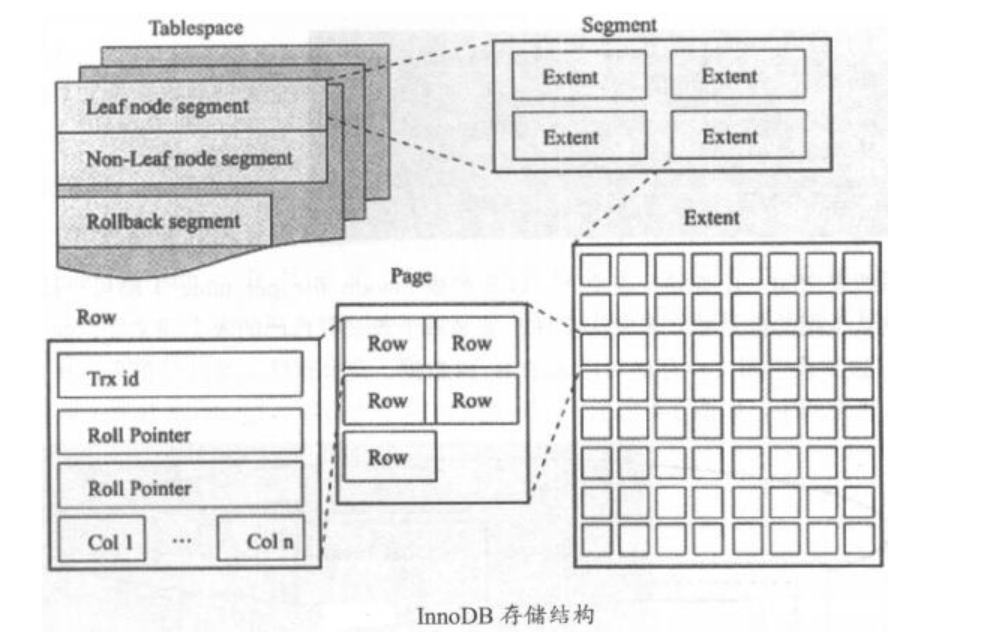 Tablespace
Leaf node segment
Non-Leaf node segment
Rollback segment
Segment
Extent
Extent
Extent
Extent
Extent
Page
Row
Row
Row
Row
Row
Row
Trx id
Roll Pointer
Roll Pointer
Col 1
...
Col n
InnoDB 存储结构